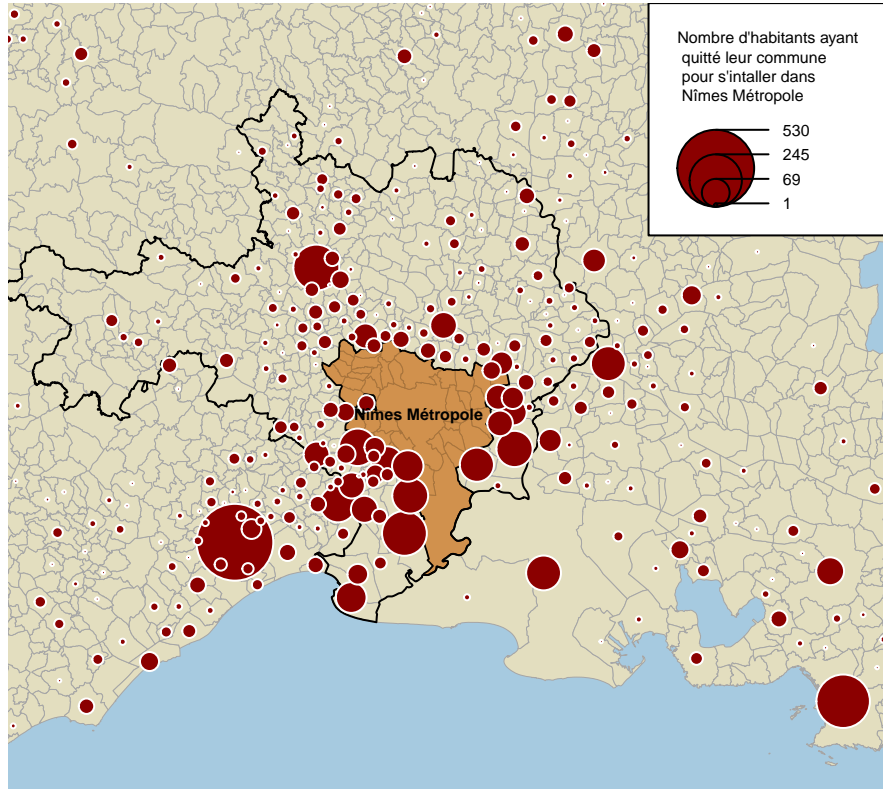 Nombre d'habitants ayant
quitté leur commune
pour s'intaller dans
Nîmes Métropole
530
245
69
1
Nîmes Métropole